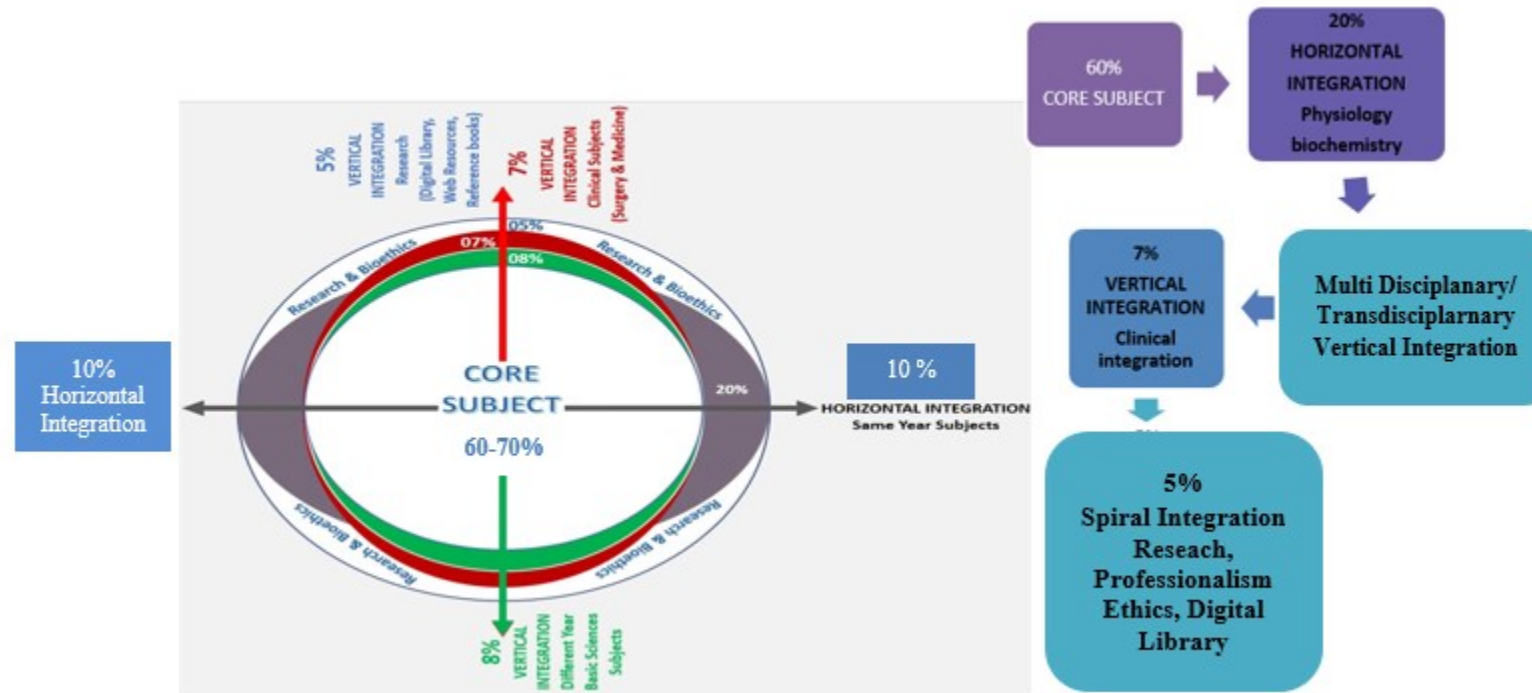 5%
VERTICAL
INTEGRATION
Research
(Digital Library,
Web Resources,
Reference books)
7%
VERTICAL
INTEGRATION
Clinical Subjects
(Surgery & Medicine)
05%
07%
08%
Research & Bioethics
Research & Bioethics
10%
Horizontal
Integration
CORE
SUBJECT
60-70%
20%
10 %
HORIZONTAL INTEGRATION
Same Year Subjects
Research & Bioethics
Research & Bioethics
8%
VERTICAL
INTEGRATION
Different Year
Basic Sciences
Subjects
60%
CORE SUBJECT
20%
HORIZONTAL
INTEGRATION
Physiology
biochemistry
Multi Disciplanary/
Transdisciplarnary
Vertical Integration
7%
VERTICAL
INTEGRATION
Clinical
integration
5%
Spiral Integration
Reseach,
Professionalism
Ethics, Digital
Library